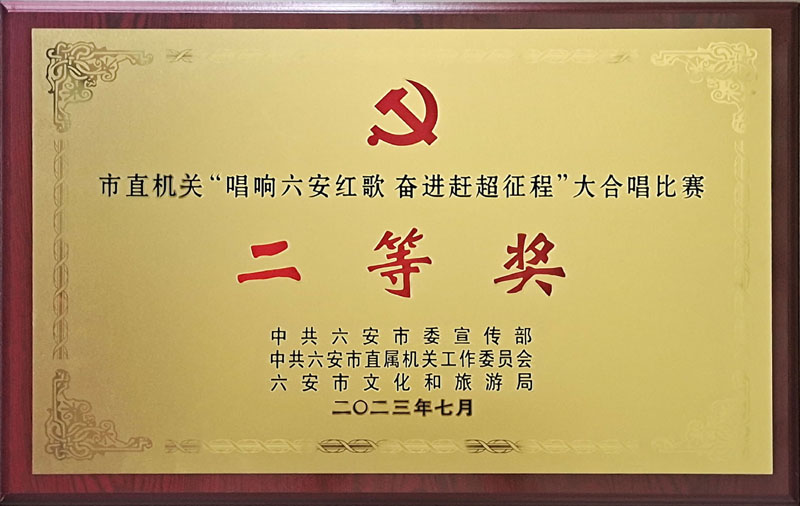 市直机关“唱响六安红歌 奋进赶超征程”大合唱比赛
二等奖
中共六安市委宣传部
中共六安市直属机关工作委员会
六安市文化和旅游局
二〇二三年七月